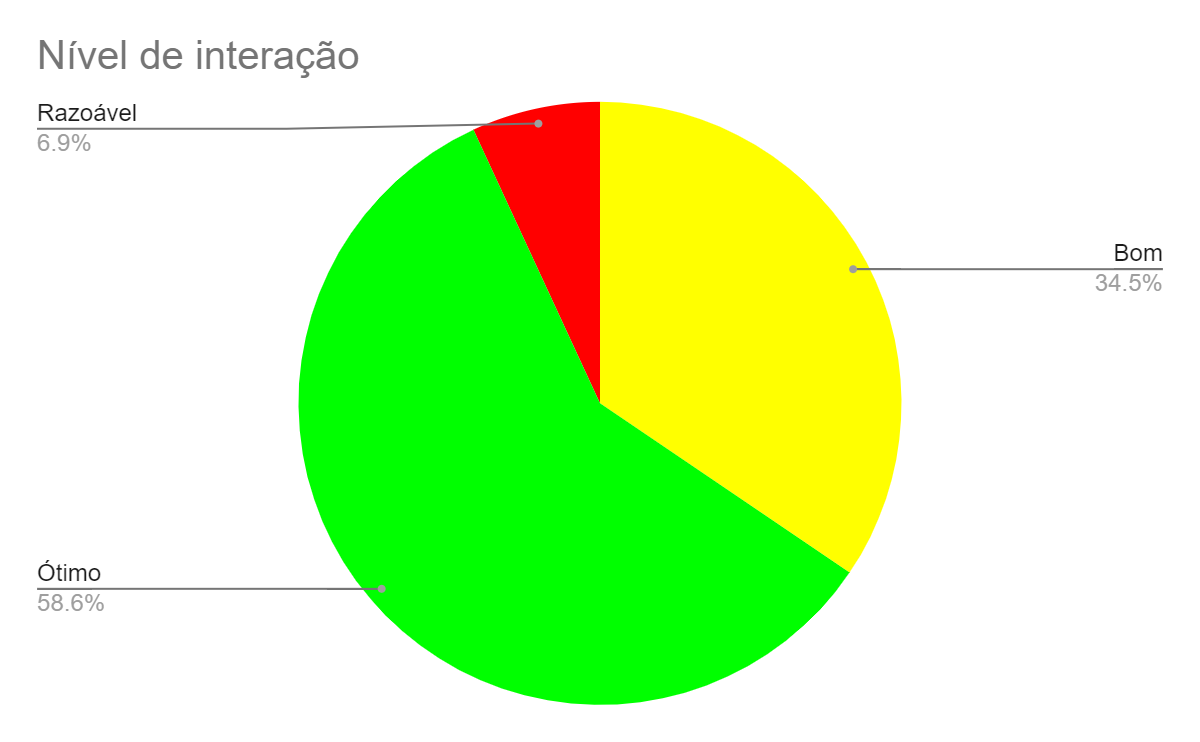 Nível de interação
Razoável
6.9%
Bom
34.5%
Ótimo
58.6%